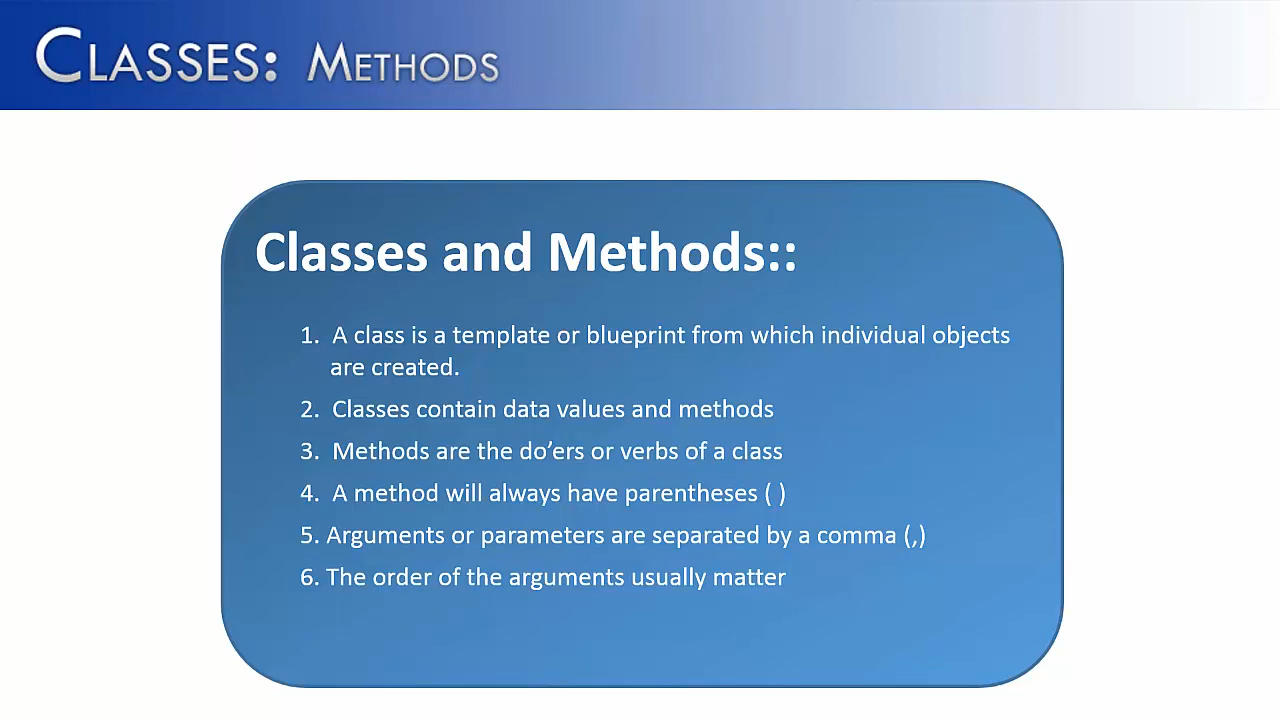 CLASSES: METHODS
Classes and Methods::
1. A class is a template or blueprint from which individual objects
are created.
2. Classes contain data values and methods
3. Methods are the do’ers or verbs of a class
4. A method will always have parentheses ( )
5. Arguments or parameters are separated by a comma (,)
6. The order of the arguments usually matter